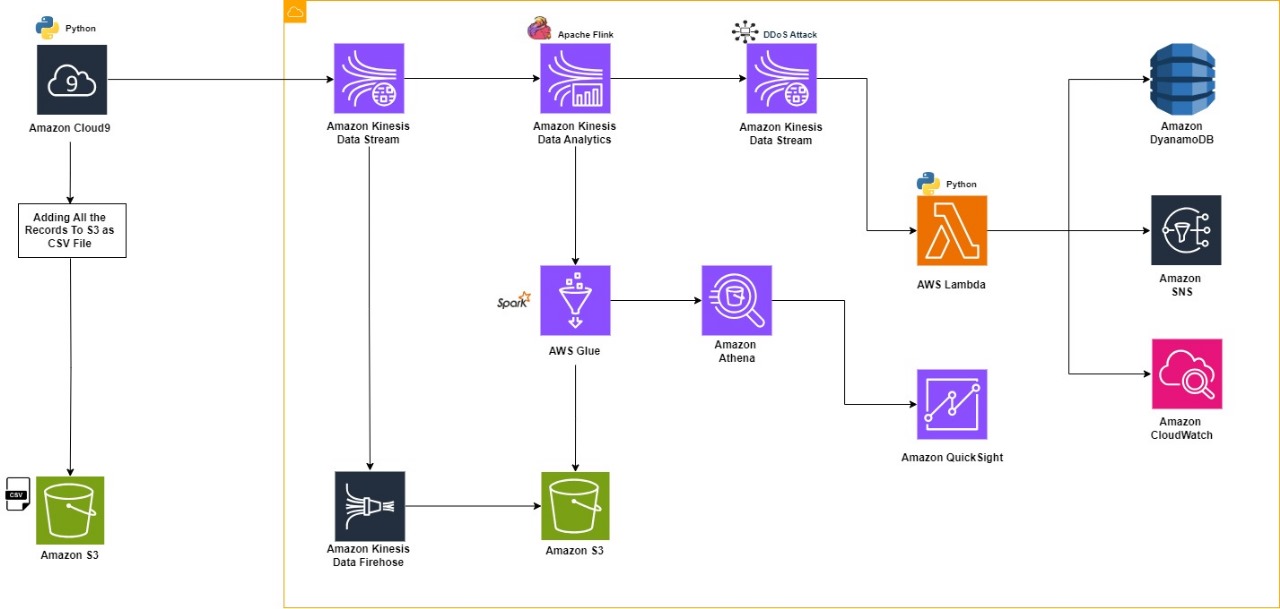 Python
Apache Flink
DDoS Attack
9
Amazon Cloud9
Amazon Kinesis
Data Stream
Amazon Kinesis
Data Analytics
Amazon Kinesis
Data Stream
Amazon
DyanamoDB
Python
Adding All the
Records To S3 as
CSV File
AWS Lambda
Amazon
SNS
Spark
AWS Glue
Amazon
Athena
Amazon QuickSight
Amazon
CloudWatch
CSV
Amazon S3
Amazon Kinesis
Data Firehose
Amazon S3